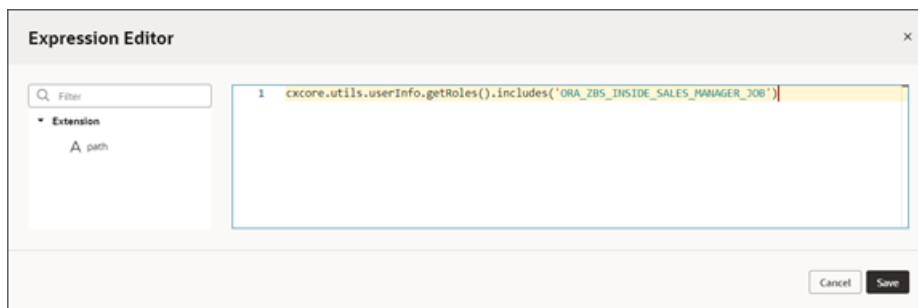 Expression Editor
×
Filter
Extension
A path
1 cxcore.utils.userInfo.getRoles().includes('ORA_ZBS_INSIDE_SALES_MANAGER_JOB')
Cancel Save